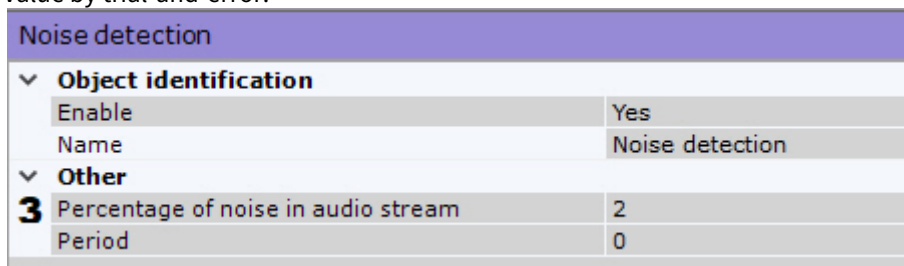 value by trial-and-error.
Noise detection
Object identification
Enable Yes
Name Noise detection
Other
3 Percentage of noise in audio stream 2
Period 0